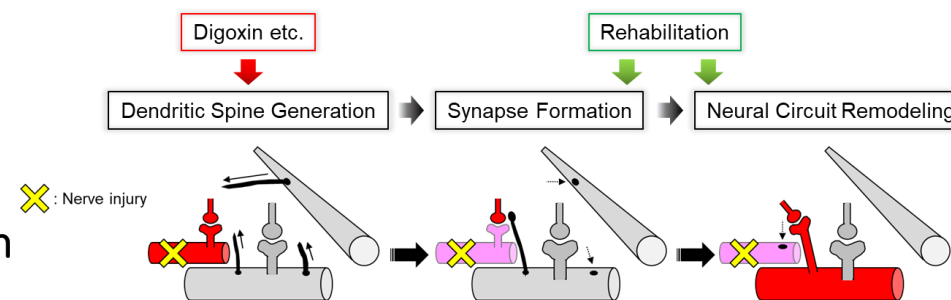 Digoxin etc.
Rehabilitation
Dendritic Spine Generation
Synapse Formation
Neural Circuit Remodeling
: Nerve injury
n